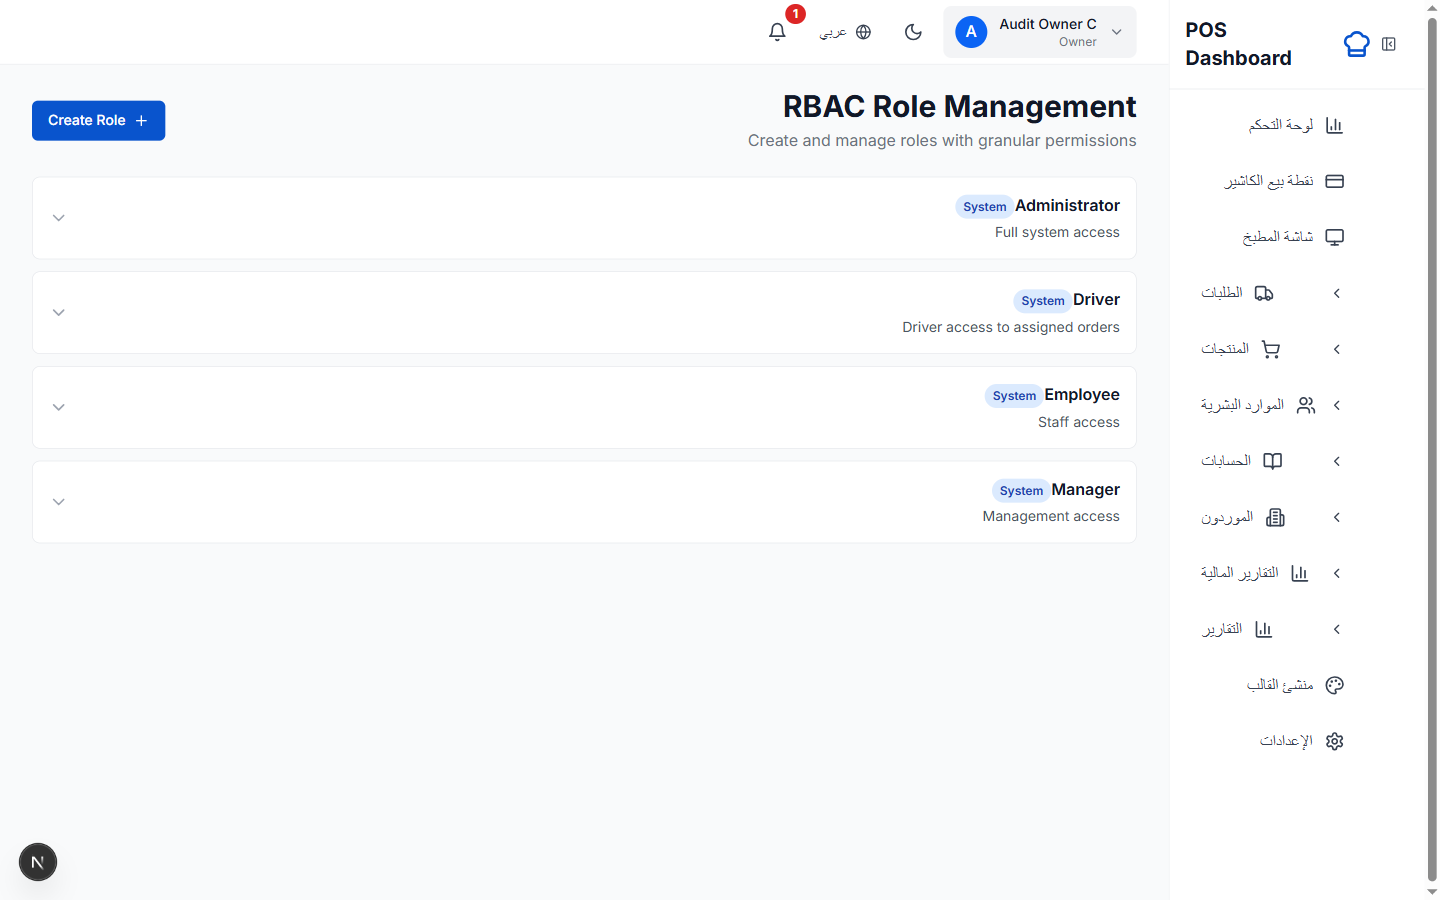 POS
Dashboard
Audit Owner C
Owner
A
عربي
1
RBAC Role Management
Create and manage roles with granular permissions
Create Role
Administrator System
Full system access
Driver System
Driver access to assigned orders
Employee System
Staff access
Manager System
Management access
لوحة التحكم
نقطة بيع الكاشير
شاشة المطبخ
الطلبات
المنتجات
الموارد البشرية
الحسابات
الموردون
التقارير المالية
التقارير
منشئ القالب
الإعدادات
N